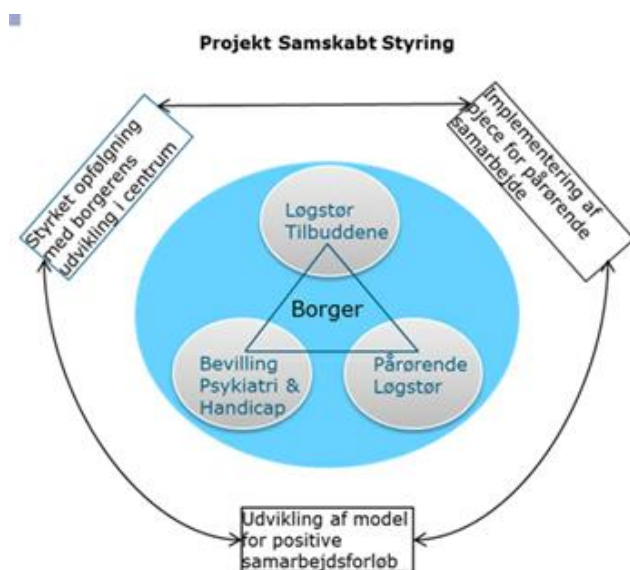 Projekt Samskabt Styring
Styrket opfølgning
med borgerens
udvikling i centrum
Implementering af
pjece for pårørende
samarbejde
Løgstør
Tilbuddene
Borger
Bevilling
Psykiatri &
Handicap
Pårørende
Løgstør
Udvikling af model
for positive
samarbejdsforløb